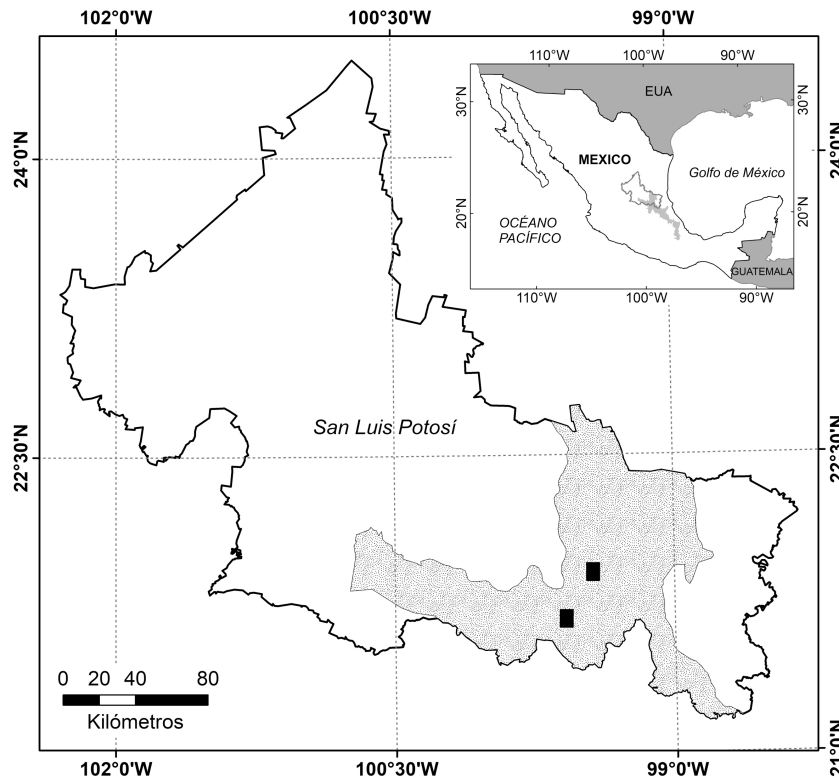 102°0'W 100°30'W 99°0'W
110°W 100°W 90°W
EUA
30°N 30°N
24°0'N 24°0'N
MEXICO
Golfo de México
20°N 20°N
OCÉANO
PACÍFICO
GUATEMALA
110°W 100°W 90°W
San Luis Potosí
22°30'N 22°30'N
0 20 40 80
Kilómetros
21°0'N
102°0'W 100°30'W 99°0'W